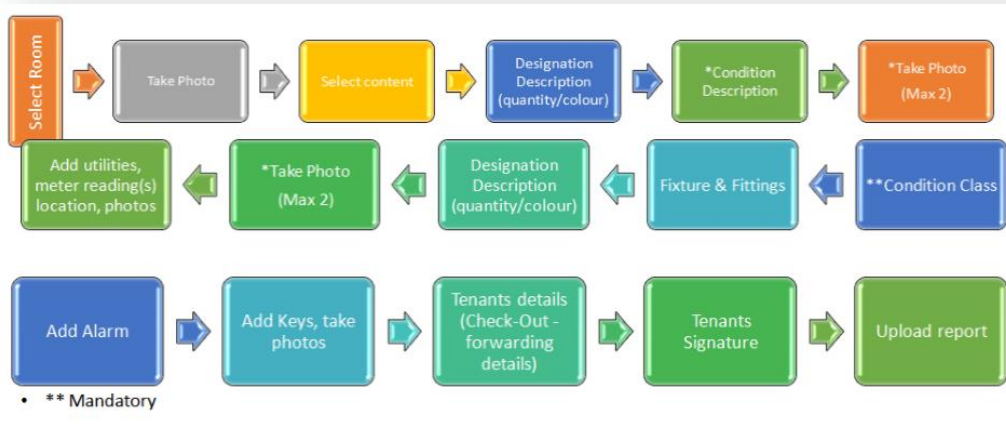 Select Room
Take Photo
Select content
Designation
Description
(quantity/colour)
*Condition
Description
*Take Photo
(Max 2)
**Condition Class
Fixture & Fittings
Designation
Description
(quantity/colour)
*Take Photo
(Max 2)
Add utilities,
meter reading(s)
location, photos
Add Alarm
Add Keys, take
photos
Tenants details
(Check-Out -
forwarding
details)
Tenants
Signature
Upload report
• ** Mandatory